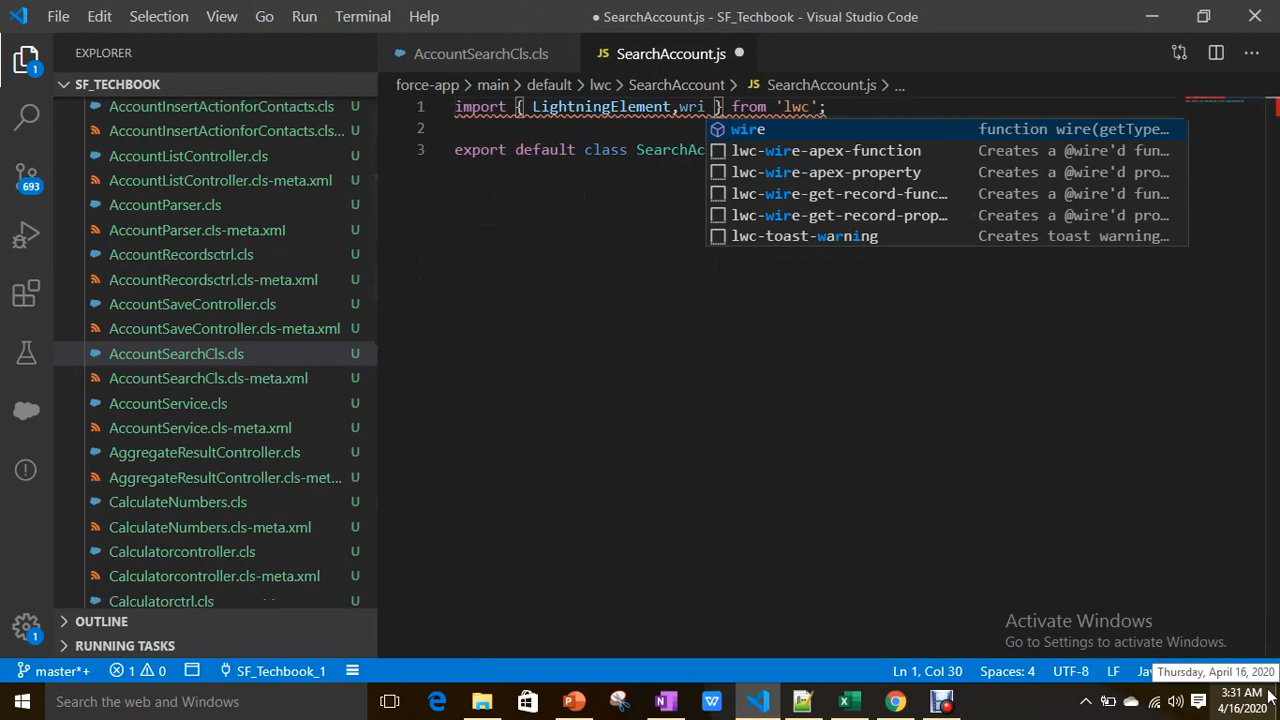 File Edit Selection View Go Run Terminal Help
● SearchAccount.js - SF_Techbook - Visual Studio Code
EXPLORER
SF_TECHBOOK
AccountInsertActionforContacts.cls U
AccountInsertActionforContacts.cls... U
AccountListController.cls U
AccountListController.cls-meta.xml U
AccountParser.cls U
AccountParser.cls-meta.xml U
AccountRecordsctrl.cls U
AccountRecordsctrl.cls-meta.xml U
AccountSaveController.cls U
AccountSaveController.cls-meta.xml U
AccountSearchCls.cls U
AccountSearchCls.cls-meta.xml U
AccountService.cls U
AccountService.cls-meta.xml U
AggregateResultController.cls U
AggregateResultController.cls-met... U
CalculateNumbers.cls U
CalculateNumbers.cls-meta.xml U
Calculatorcontroller.cls U
Calculatorcontroller.cls-meta.xml U
Calculatorctrl.cls U
OUTLINE
RUNNING TASKS
1
693
1
AccountSearchCls.cls
JS SearchAccount.js ●
force-app > main > default > lwc > SearchAccount > JS SearchAccount.js > ...
1 import { LightningElement,wri } from 'lwc';
2
3 export default class SearchAc
wire function wire(getType...
lwc-wire-apex-function Creates a @wire'd fun...
lwc-wire-apex-property Creates a @wire'd pro...
lwc-wire-get-record-func... Creates a @wire'd fun...
lwc-wire-get-record-prop... Creates a @wire'd pro...
lwc-toast-warning Creates toast warning...
Activate Windows
Go to Settings to activate Windows.
master*+ 1 0 SF_Techbook_1
Ln 1, Col 30 Spaces: 4 UTF-8 LF Ja
Thursday, April 16, 2020
Search the web and Windows
3:31 AM
4/16/2020